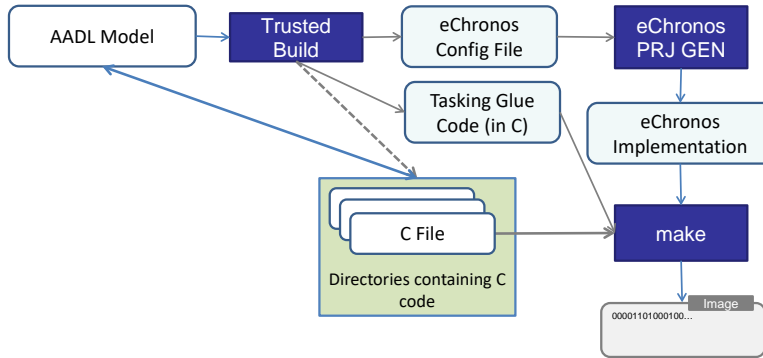 AADL Model
Trusted
Build
eChronos
Config File
eChronos
PRJ GEN
Tasking Glue
Code (in C)
eChronos
Implementation
C File
Directories containing C
code
make
Image
00001101000100...